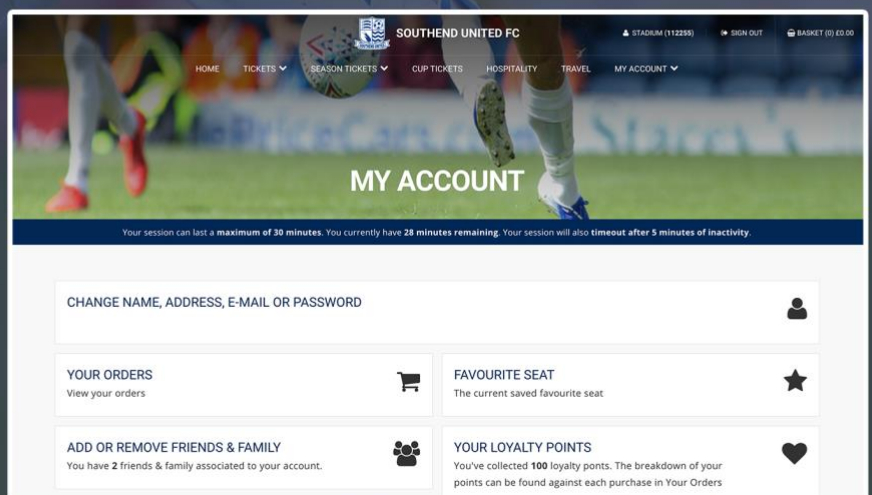 SOUTHEND UNITED FC
STADIUM (112255) SIGN OUT BASKET (0) £0.00
HOME TICKETS SEASON TICKETS CUP TICKETS HOSPITALITY TRAVEL MY ACCOUNT
PriceCars.com Stacey's
MY ACCOUNT
Your session can last a maximum of 30 minutes. You currently have 28 minutes remaining. Your session will also timeout after 5 minutes of inactivity.
CHANGE NAME, ADDRESS, E-MAIL OR PASSWORD
YOUR ORDERS
View your orders
FAVOURITE SEAT
The current saved favourite seat
ADD OR REMOVE FRIENDS & FAMILY
You have 2 friends & family associated to your account.
YOUR LOYALTY POINTS
You've collected 100 loyalty ponts. The breakdown of your
points can be found against each purchase in Your Orders